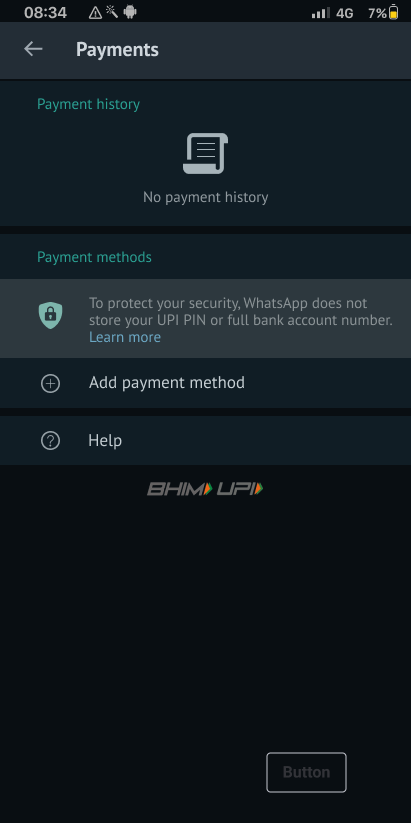 08:34 4G 7%
Payments
Payment history
No payment history
Payment methods
To protect your security, WhatsApp does not
store your UPI PIN or full bank account number.
Learn more
Add payment method
Help
BHIM UPI
Button